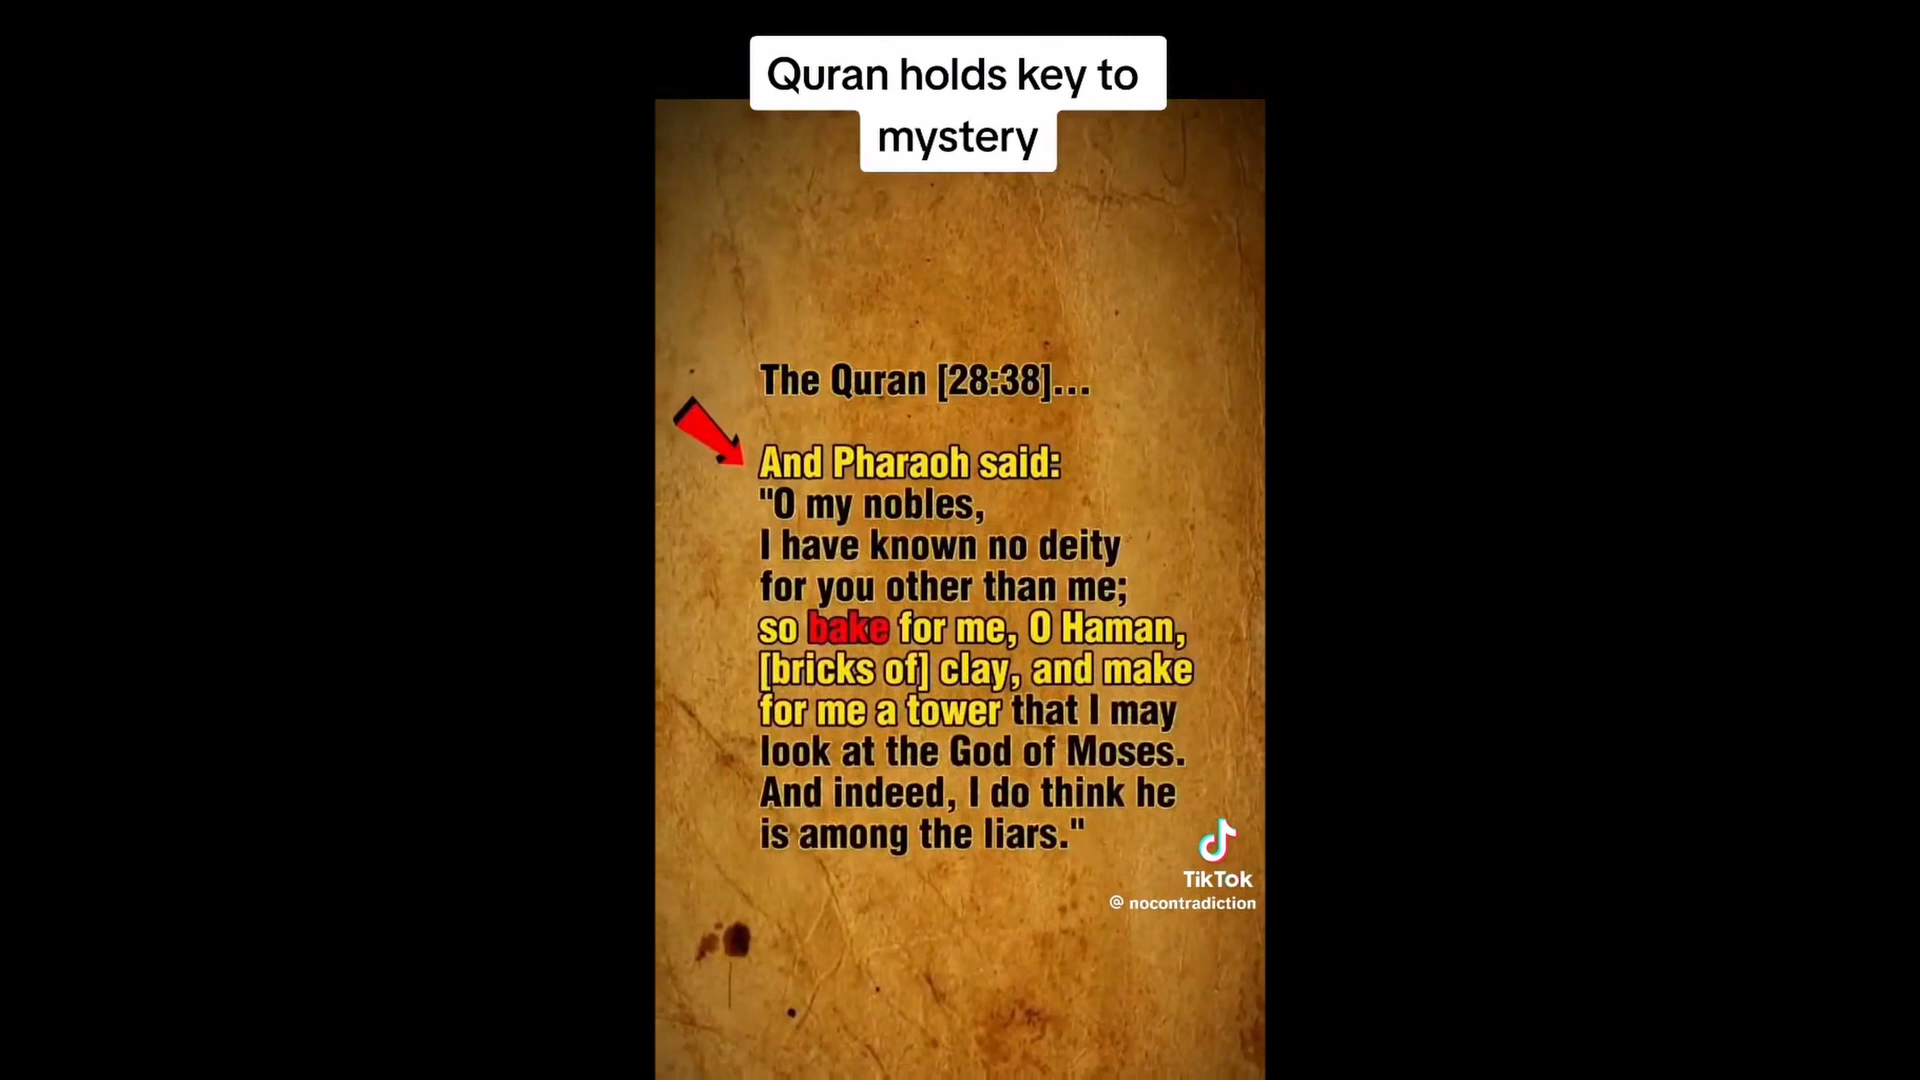 Quran holds key to
mystery
The Quran [28:38]...
And Pharaoh said:
"O my nobles,
I have known no deity
for you other than me;
so bake for me, O Haman,
[bricks of] clay, and make
for me a tower that I may
look at the God of Moses.
And indeed, I do think he
is among the liars."
TikTok
@ nocontradiction